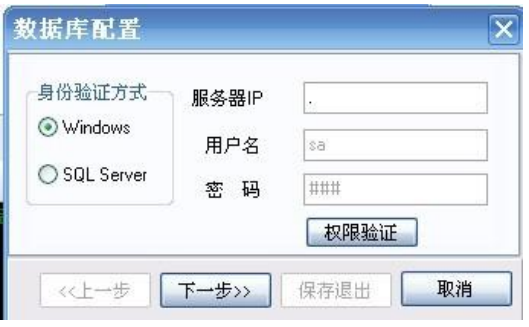 数据库配置
身份验证方式
Windows
SQL Server
服务器IP
.
用户名
sa
密 码
###
权限验证
<<上一步
下一步>>
保存退出
取消